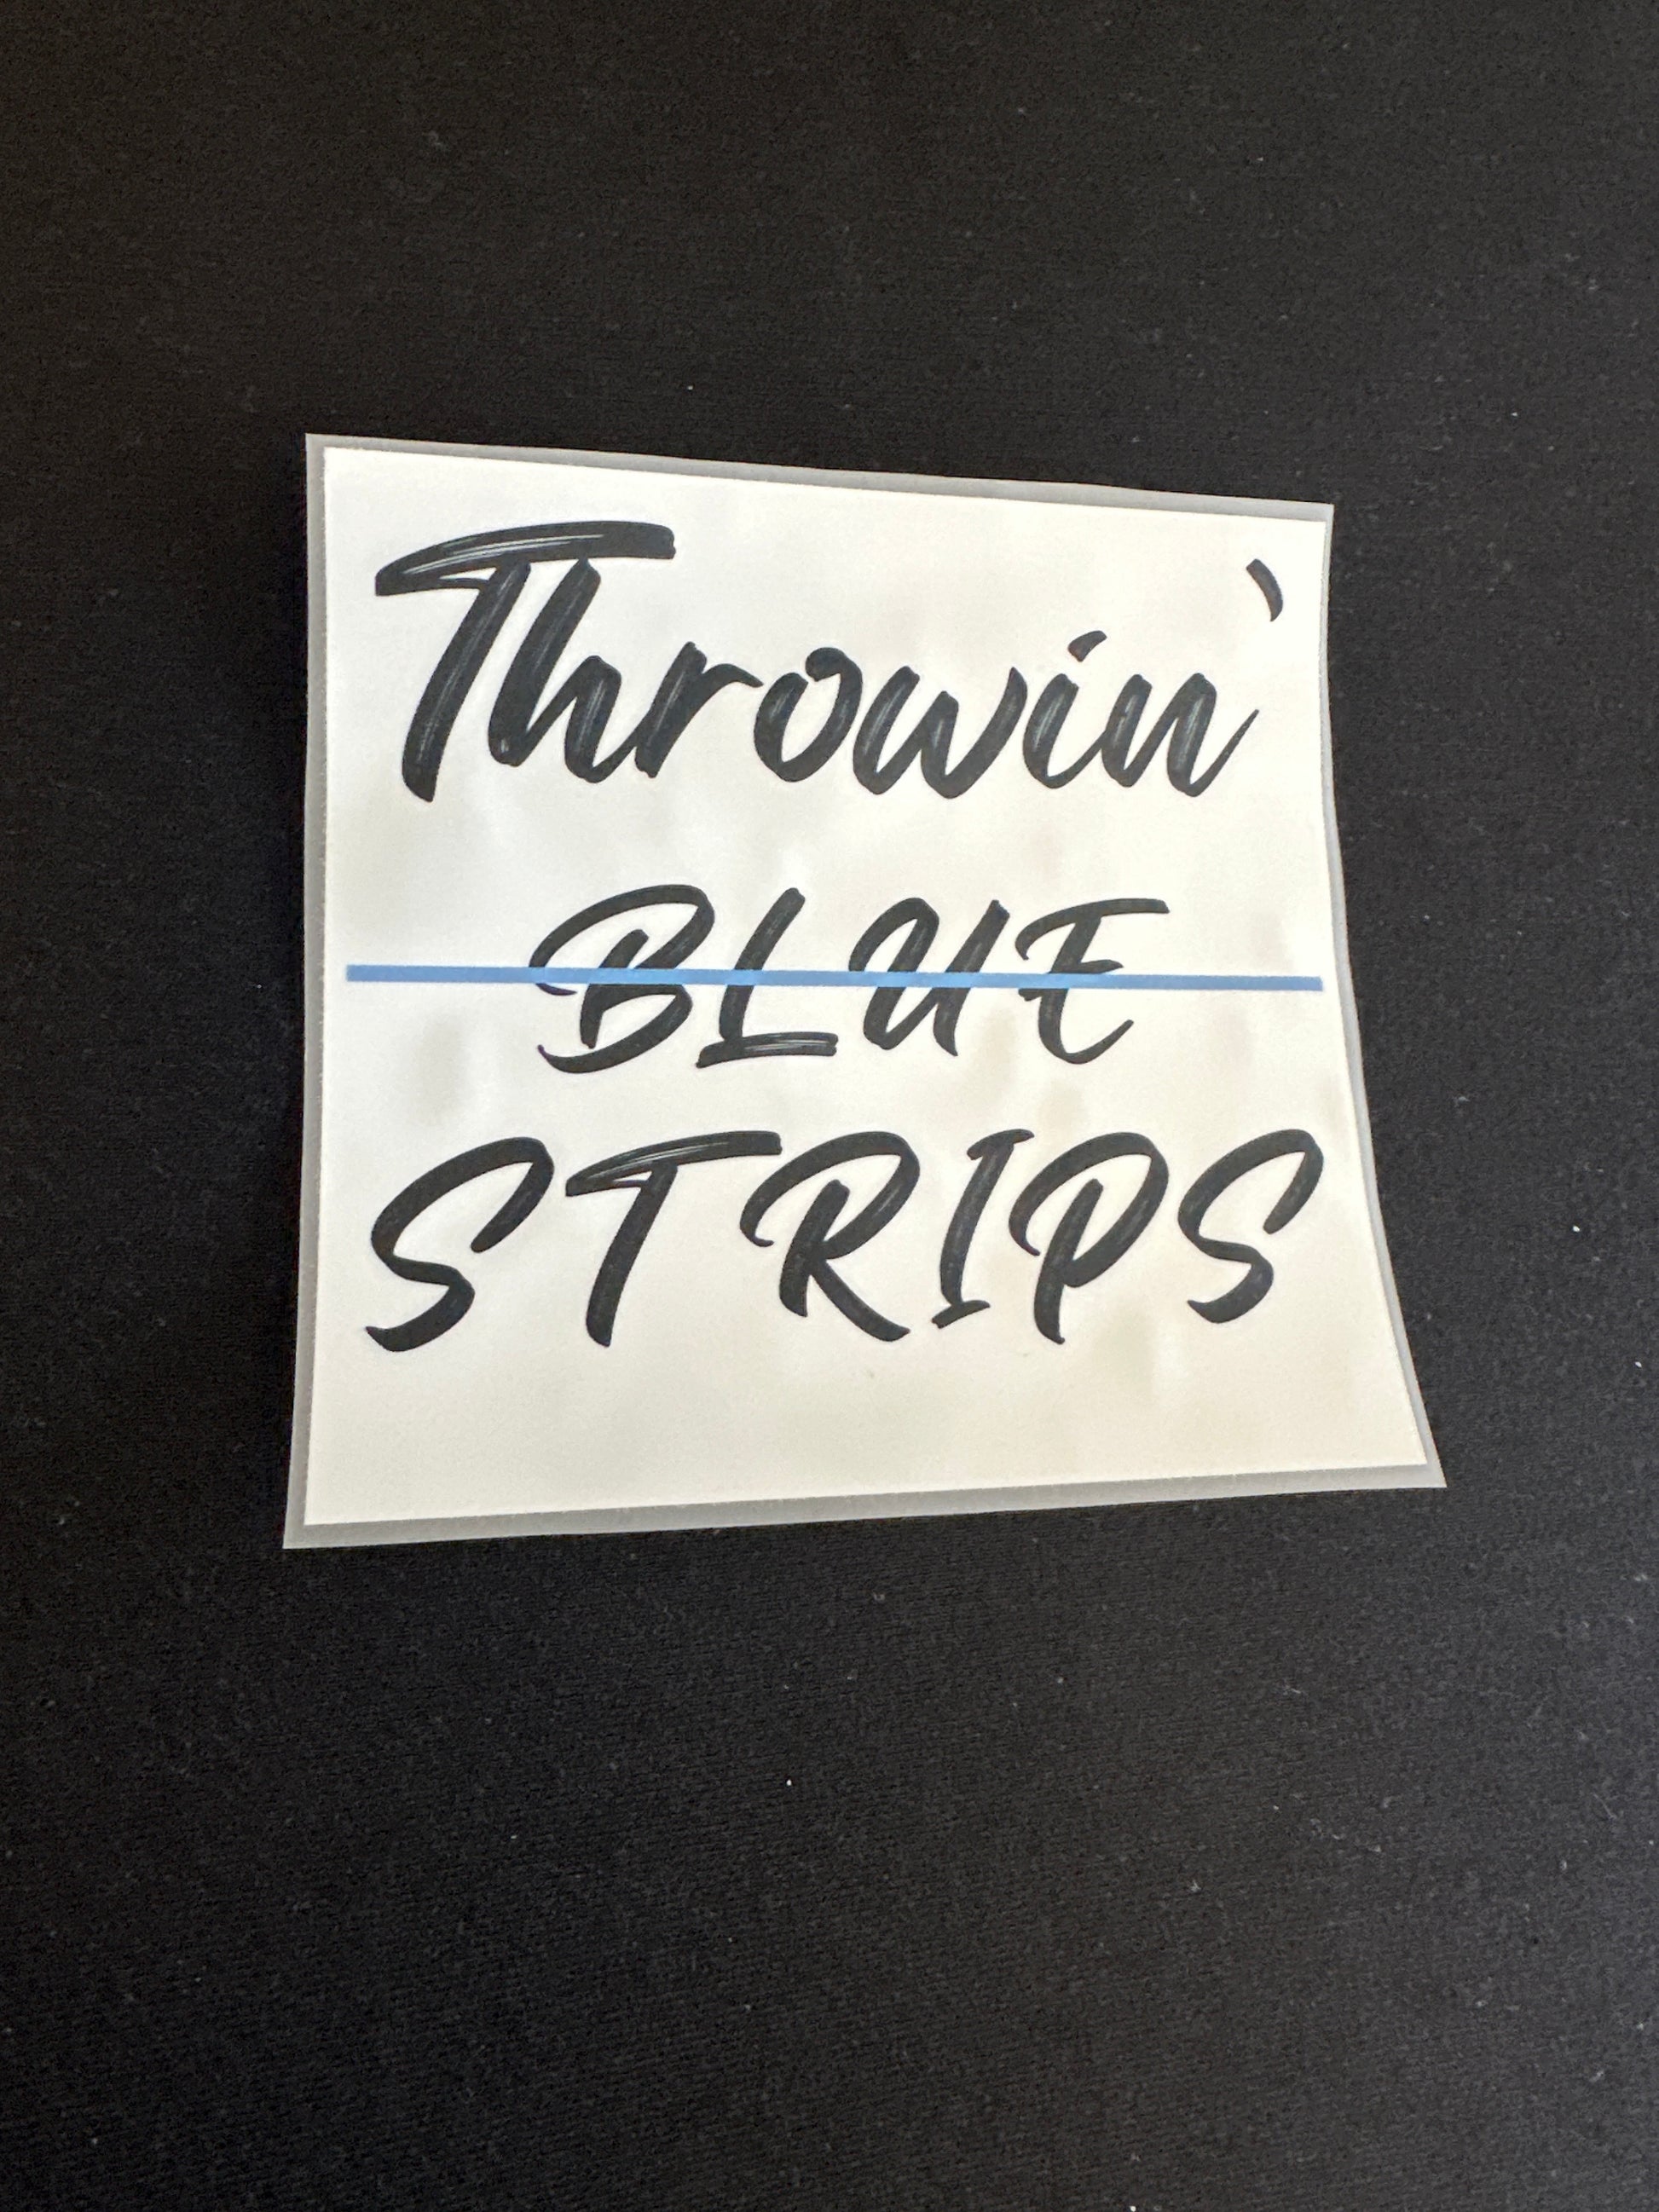 Throwin`
BLUE
STRIPS